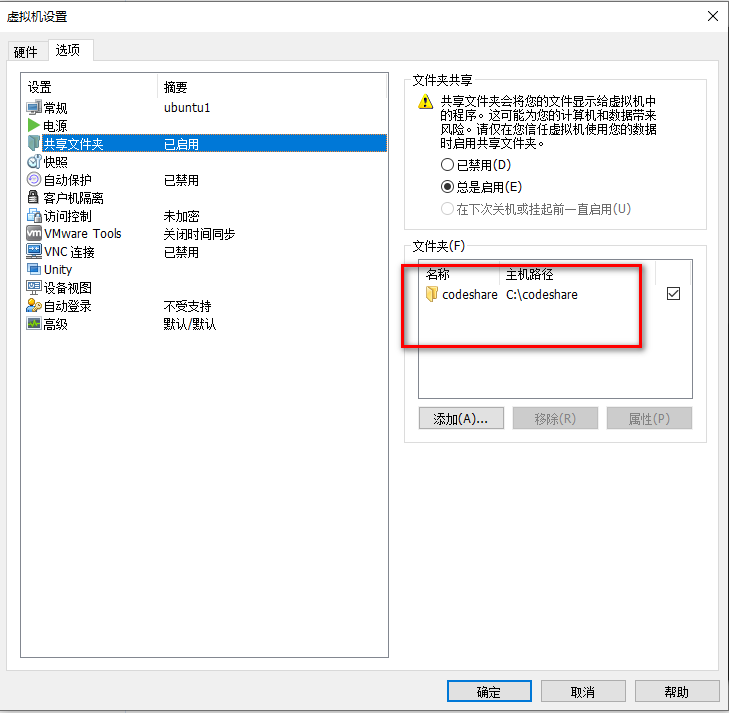 虚拟机设置
硬件 选项
设置 摘要
常规 ubuntu1
电源
共享文件夹 已启用
快照
自动保护 已禁用
客户机隔离
访问控制 未加密
VMware Tools 关闭时间同步
VNC 连接 已禁用
Unity
设备视图
自动登录 不受支持
高级 默认/默认
文件夹共享
共享文件夹会将您的文件显示给虚拟机中
的程序。这可能为您的计算机和数据带来
风险。请仅在您信任虚拟机使用您的数据
时启用共享文件夹。
已禁用(D)
总是启用(E)
在下次关机或挂起前一直启用(U)
文件夹(F)
名称 主机路径
codeshare C:\codeshare
添加(A)... 移除(R) 属性(P)
确定 取消 帮助